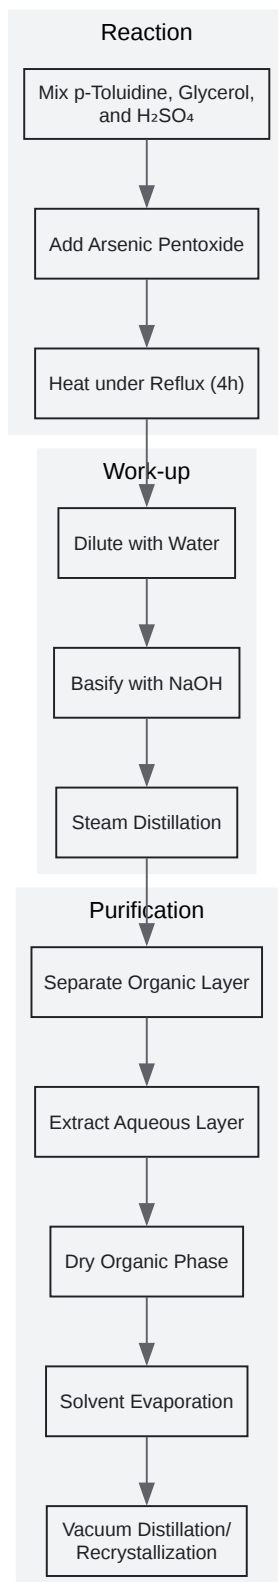 Reaction
Mix p-Toluidine, Glycerol,
and H₂SO₄
Add Arsenic Pentoxide
Heat under Reflux (4h)
Work-up
Dilute with Water
Basify with NaOH
Steam Distillation
Purification
Separate Organic Layer
Extract Aqueous Layer
Dry Organic Phase
Solvent Evaporation
Vacuum Distillation/
Recrystallization